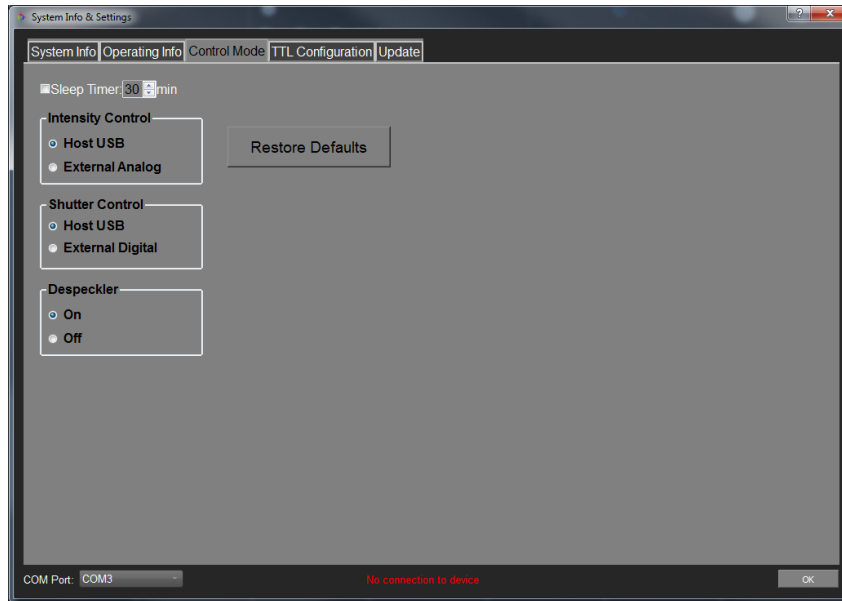 System Info & Settings
System Info Operating Info Control Mode TTL Configuration Update
Sleep Timer: 30 min
Intensity Control
Host USB
External Analog
Restore Defaults
Shutter Control
Host USB
External Digital
Despeckler
On
Off
COM Port: COM3 No connection to device OK